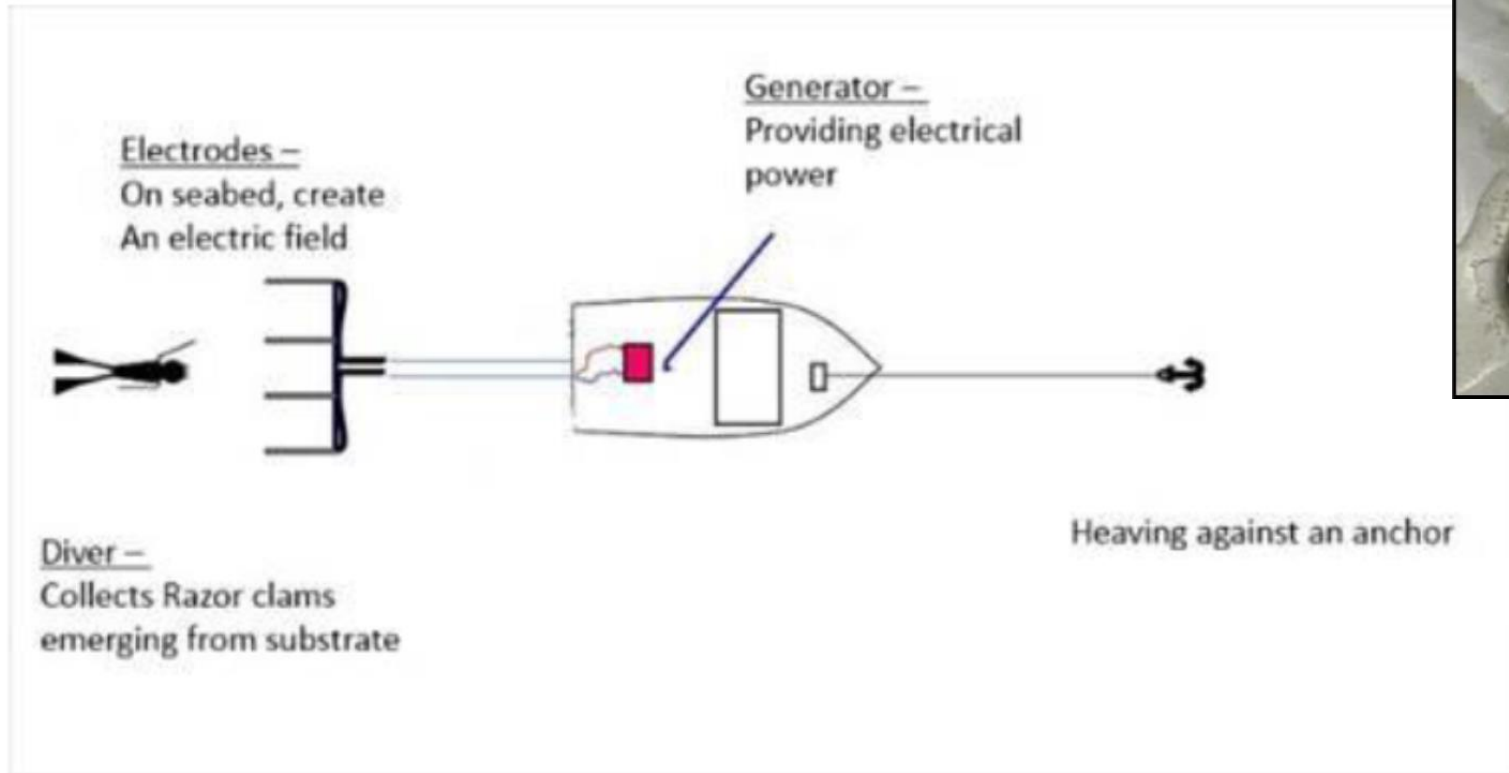 Generator –
Providing electrical
power
Electrodes –
On seabed, create
An electric field
Heaving against an anchor
Diver –
Collects Razor clams
emerging from substrate